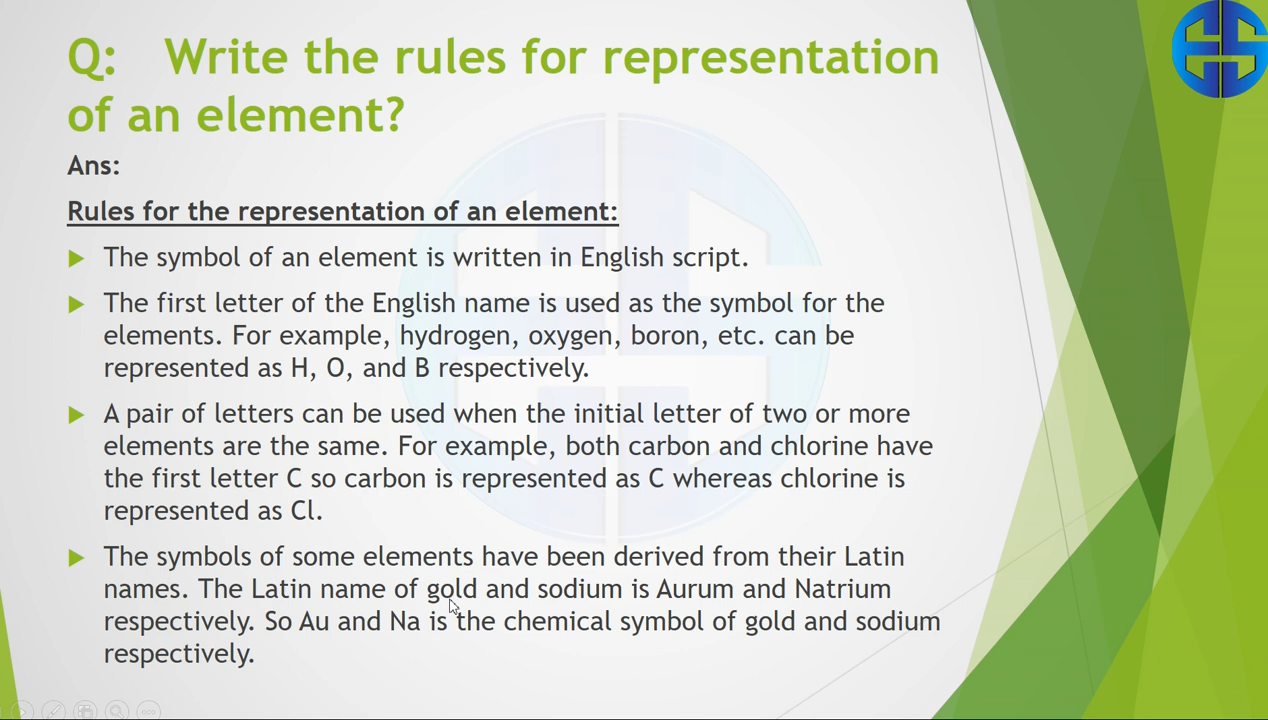 Q: Write the rules for representation
of an element?
Ans:
Rules for the representation of an element:
The symbol of an element is written in English script.
The first letter of the English name is used as the symbol for the
elements. For example, hydrogen, oxygen, boron, etc. can be
represented as H, O, and B respectively.
A pair of letters can be used when the initial letter of two or more
elements are the same. For example, both carbon and chlorine have
the first letter C so carbon is represented as C whereas chlorine is
represented as Cl.
The symbols of some elements have been derived from their Latin
names. The Latin name of gold and sodium is Aurum and Natrium
respectively. So Au and Na is the chemical symbol of gold and sodium
respectively.